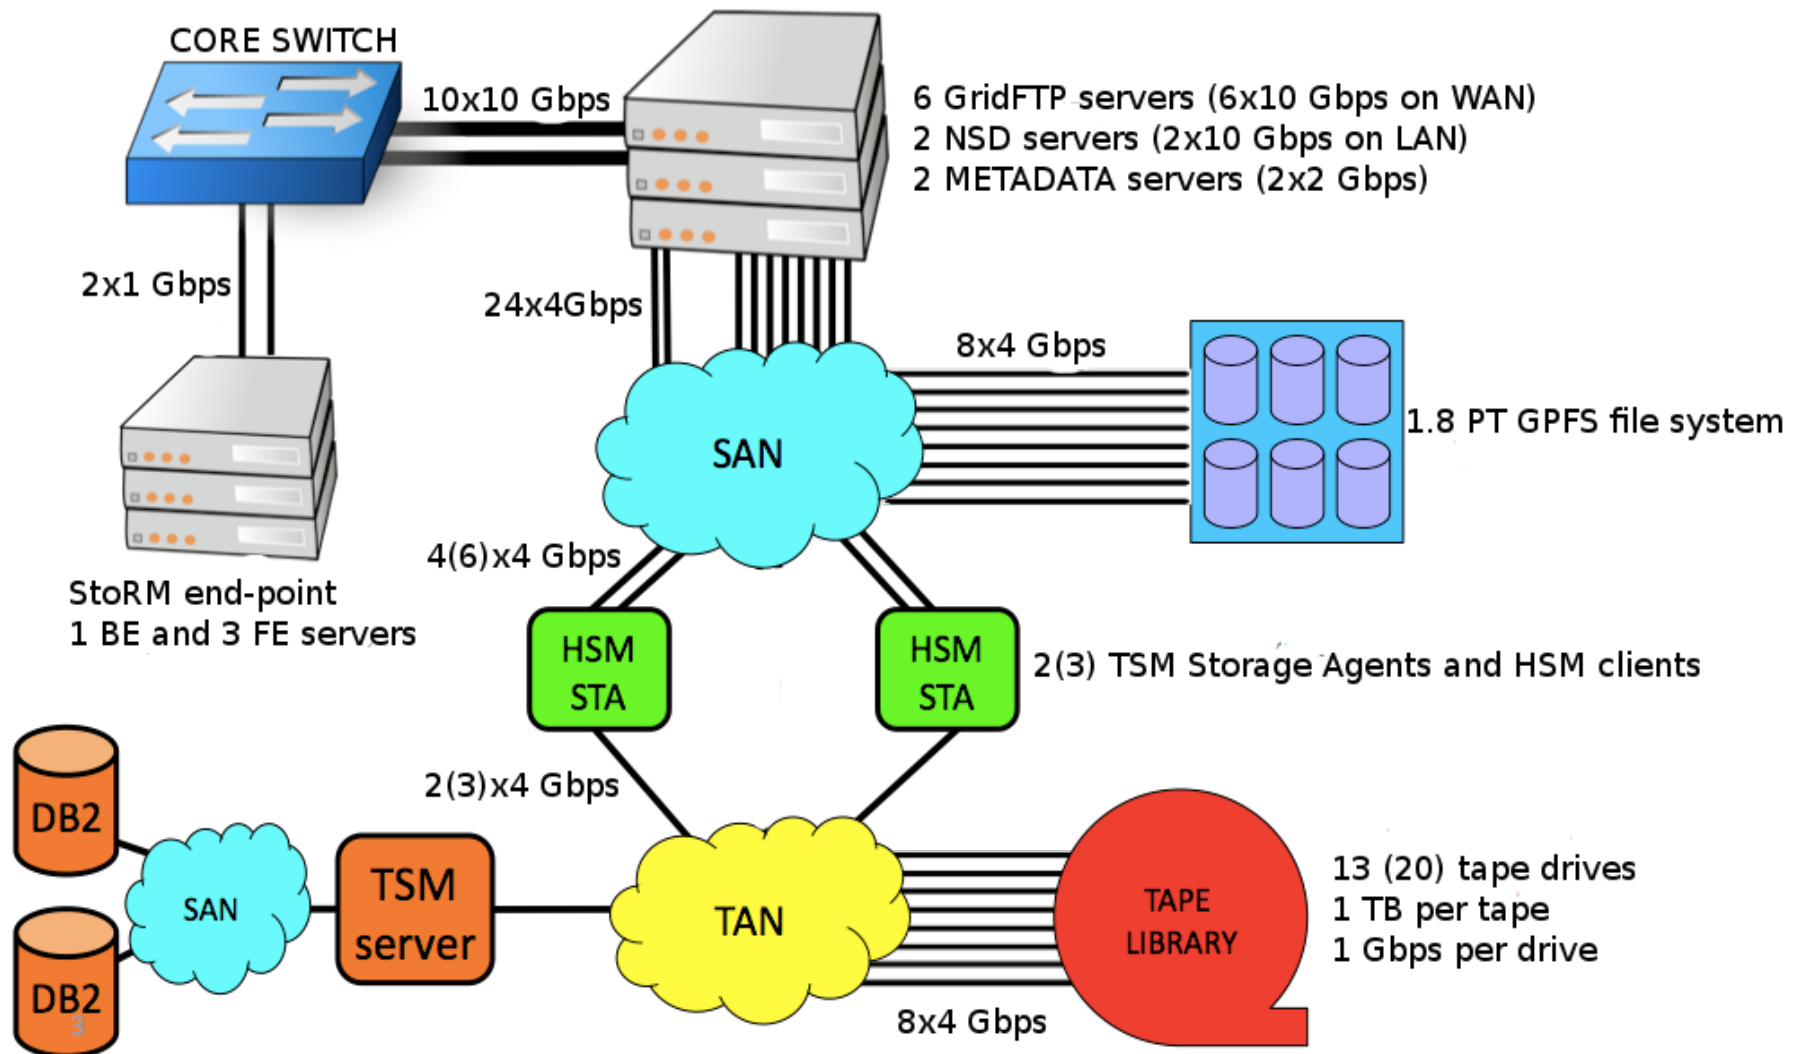 CORE SWITCH
10x10 Gbps
6 GridFTP servers (6x10 Gbps on WAN)
2 NSD servers (2x10 Gbps on LAN)
2 METADATA servers (2x2 Gbps)
2x1 Gbps
24x4Gbps
8x4 Gbps
1.8 PT GPFS file system
SAN
StoRM end-point
1 BE and 3 FE servers
4(6)x4 Gbps
HSM
STA
HSM
STA
2(3) TSM Storage Agents and HSM clients
2(3)x4 Gbps
DB2
SAN
TSM
server
TAN
TAPE
LIBRARY
13 (20) tape drives
1 TB per tape
1 Gbps per drive
DB2
3
8x4 Gbps